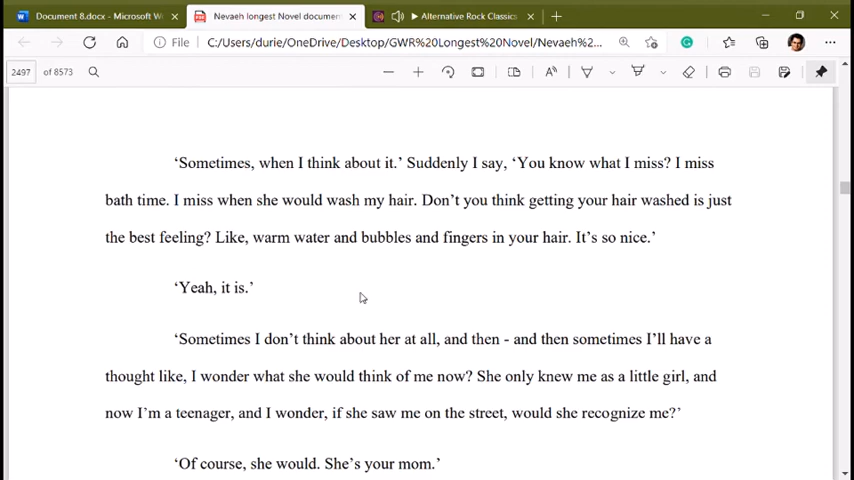 Document 8.docx - Microsoft W
Nevaeh longest Novel documen
Alternative Rock Classics
File
C:/Users/durie/OneDrive/Desktop/GWR%20Longest%20Novel/Nevaeh%2...
2497 of 8573
‘Sometimes, when I think about it.’ Suddenly I say, ‘You know what I miss? I miss
bath time. I miss when she would wash my hair. Don’t you think getting your hair washed is just
the best feeling? Like, warm water and bubbles and fingers in your hair. It’s so nice.’
‘Yeah, it is.’
‘Sometimes I don’t think about her at all, and then - and then sometimes I’ll have a
thought like, I wonder what she would think of me now? She only knew me as a little girl, and
now I’m a teenager, and I wonder, if she saw me on the street, would she recognize me?’
‘Of course, she would. She’s your mom.’